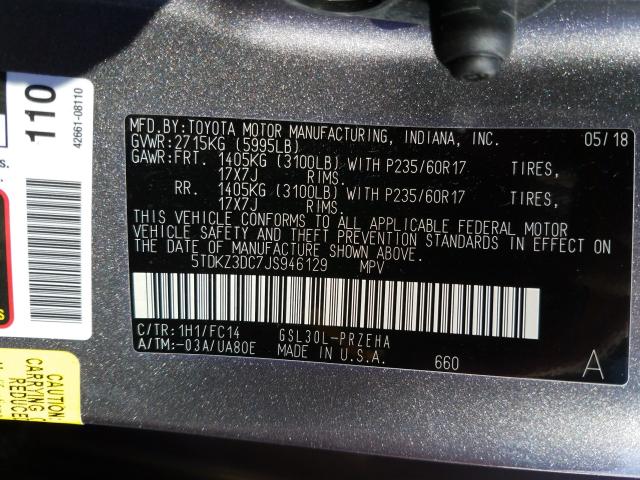 MFD.BY:TOYOTA MOTOR MANUFACTURING, INDIANA, INC. 05/18
GVWR:2715KG (5995LB)
GAWR:FRT. 1405KG (3100LB) WITH P235/60R17 TIRES,
17X7J RIMS.
RR. 1405KG (3100LB) WITH P235/60R17 TIRES,
17X7J RIMS.
THIS VEHICLE CONFORMS TO ALL APPLICABLE FEDERAL MOTOR
VEHICLE SAFETY AND THEFT PREVENTION STANDARDS IN EFFECT ON
THE DATE OF MANUFACTURE SHOWN ABOVE.
5TDKZ3DC7JS946129 MPV
C/TR:1H1/FC14 GSL30L-PRZEHA
A/TM:-03A/UA80E MADE IN U.S.A. 660 A
110
42661-08110
CAUTION
CARRYING
REDUCE